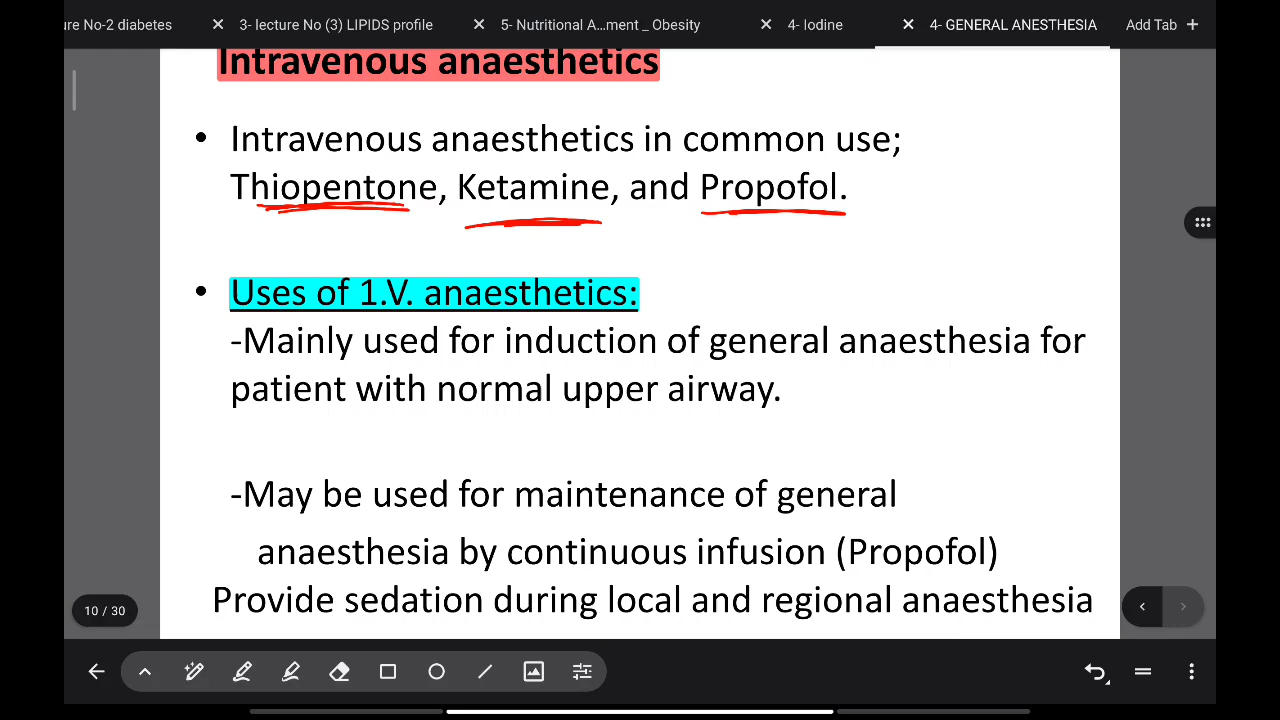 ure No-2 diabetes
3- lecture No (3) LIPIDS profile
5- Nutritional A...ment _ Obesity
4- Iodine
4- GENERAL ANESTHESIA
Add Tab
Intravenous anaesthetics
• Intravenous anaesthetics in common use;
Thiopentone, Ketamine, and Propofol.
• Uses of 1.V. anaesthetics:
-Mainly used for induction of general anaesthesia for
patient with normal upper airway.
-May be used for maintenance of general
anaesthesia by continuous infusion (Propofol)
Provide sedation during local and regional anaesthesia
10 / 30